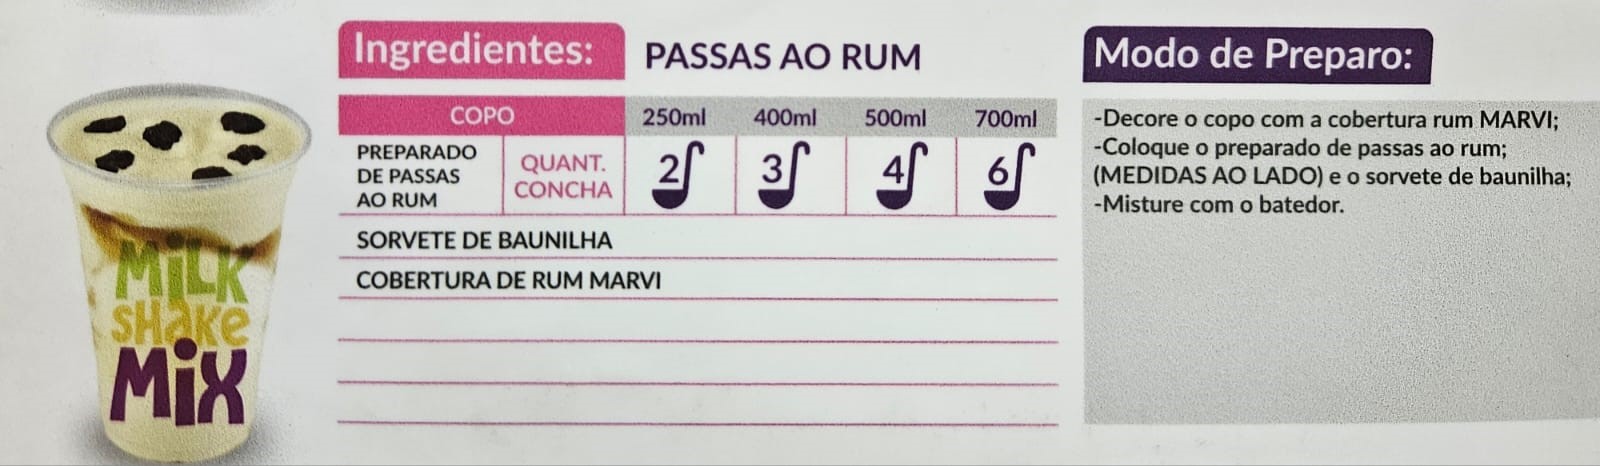 Ingredientes: PASSAS AO RUM
COPO 250ml 400ml 500ml 700ml
PREPARADO
DE PASSAS
AO RUM
QUANT.
CONCHA
2 3 4 6
SORVETE DE BAUNILHA
COBERTURA DE RUM MARVI
Modo de Preparo:
-Decore o copo com a cobertura rum MARVI;
-Coloque o preparado de passas ao rum;
(MEDIDAS AO LADO) e o sorvete de baunilha;
-Misture com o batedor.
MiLK
SHaKe
MiX